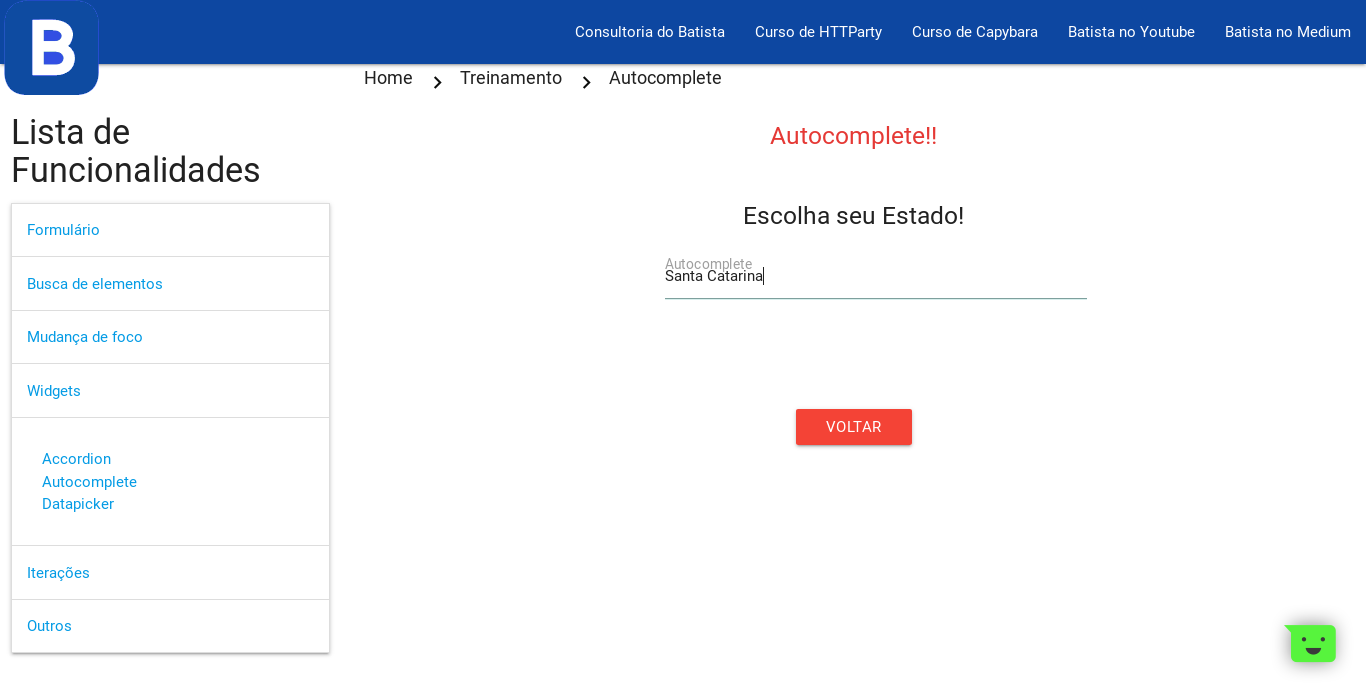 B
Consultoria do Batista Curso de HTTParty Curso de Capybara Batista no Youtube Batista no Medium
Home Treinamento Autocomplete
Lista de
Funcionalidades
Formulário
Busca de elementos
Mudança de foco
Widgets
Accordion
Autocomplete
Datapicker
Iterações
Outros
Autocomplete!!
Escolha seu Estado!
Autocomplete
Santa Catarina
VOLTAR